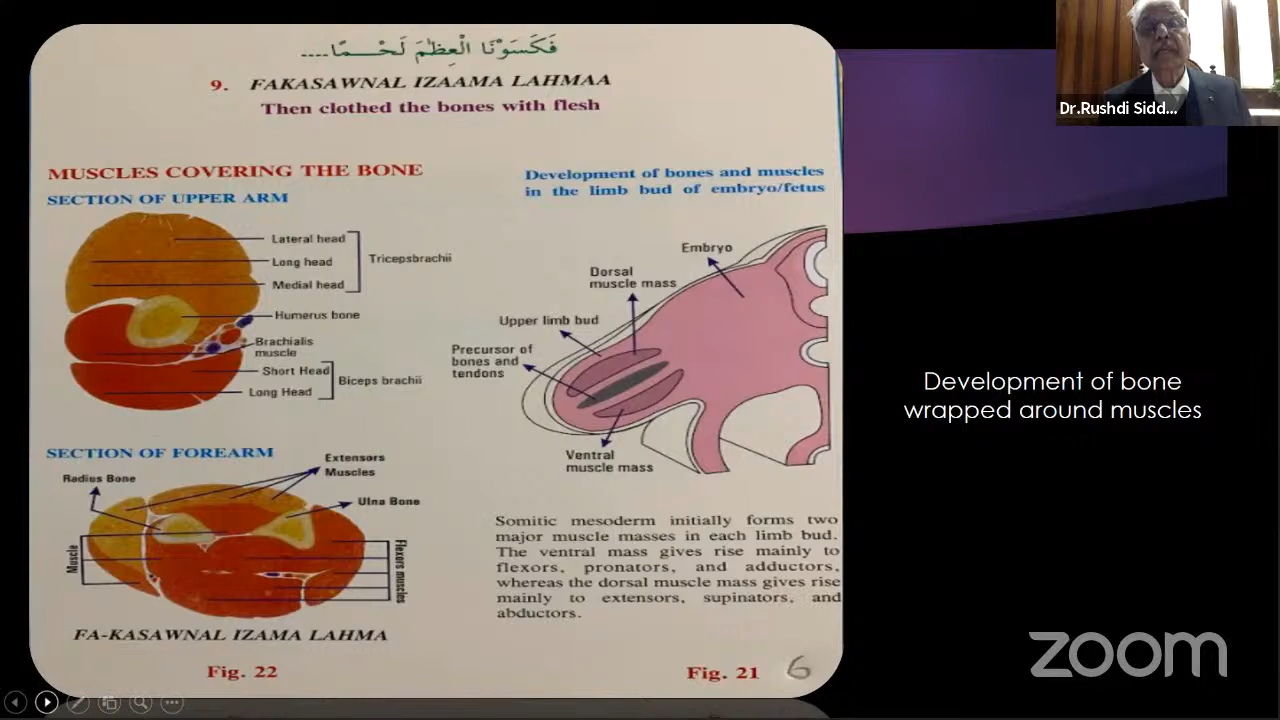 فَكَسَوْنَا الْعِظٰمَ لَحْـــمًا....
9. FAKASAWNAL IZAAMA LAHMAA
Then clothed the bones with flesh
MUSCLES COVERING THE BONE
SECTION OF UPPER ARM
Lateral head
Long head
Medial head
Tricepsbrachii
Humerus bone
Brachialis
muscle
Short Head
Long Head
Biceps brachii
SECTION OF FOREARM
Radius Bone
Extensors
Muscles
Ulna Bone
Muscle
Flexors muscles
FA-KASAWNAL IZAMA LAHMA
Fig. 22
Development of bones and muscles
in the limb bud of embryo/fetus
Embryo
Dorsal
muscle mass
Upper limb bud
Precursor of
bones and
tendons
Ventral
muscle mass
Somitic mesoderm initially forms two
major muscle masses in each limb bud.
The ventral mass gives rise mainly to
flexors, pronators, and adductors,
whereas the dorsal muscle mass gives rise
mainly to extensors, supinators, and
abductors.
Fig. 21 6
Dr.Rushdi Sidd...
Development of bone
wrapped around muscles
zoom